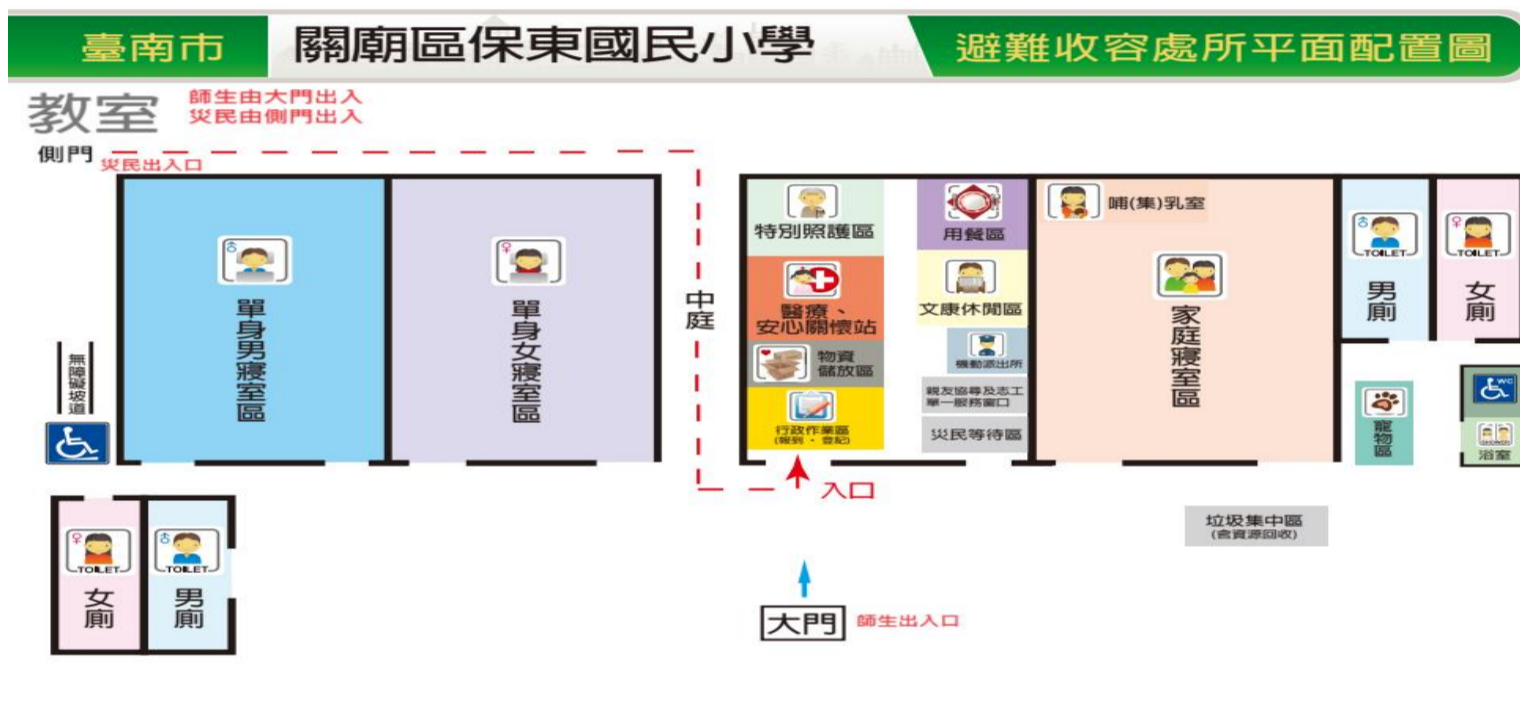 臺南市
關廟區保東國民小學
避難收容處所平面配置圖
教室
師生由大門出入
災民由側門出入
側門
災民出入口
無障礙坡道
單身男寢室區
單身女寢室區
中庭
特別照護區
醫療、
安心關懷站
物資
儲放區
行政作業區
(報到・登記)
用餐區
文康休閒區
機動派出所
親友協尋及志工
單一服務窗口
災民等待區
哺(集)乳室
家庭寢室區
TOILET
男廁
TOILET
女廁
寵物區
WC
SHOWER
浴室
入口
垃圾集中區
(含資源回收)
TOILET
女廁
TOILET
男廁
大門
師生出入口